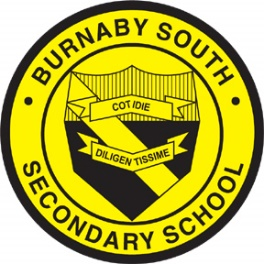 BURNABY SOUTH
COT IDIE
DILIGEN TISSIME
SECONDARY SCHOOL